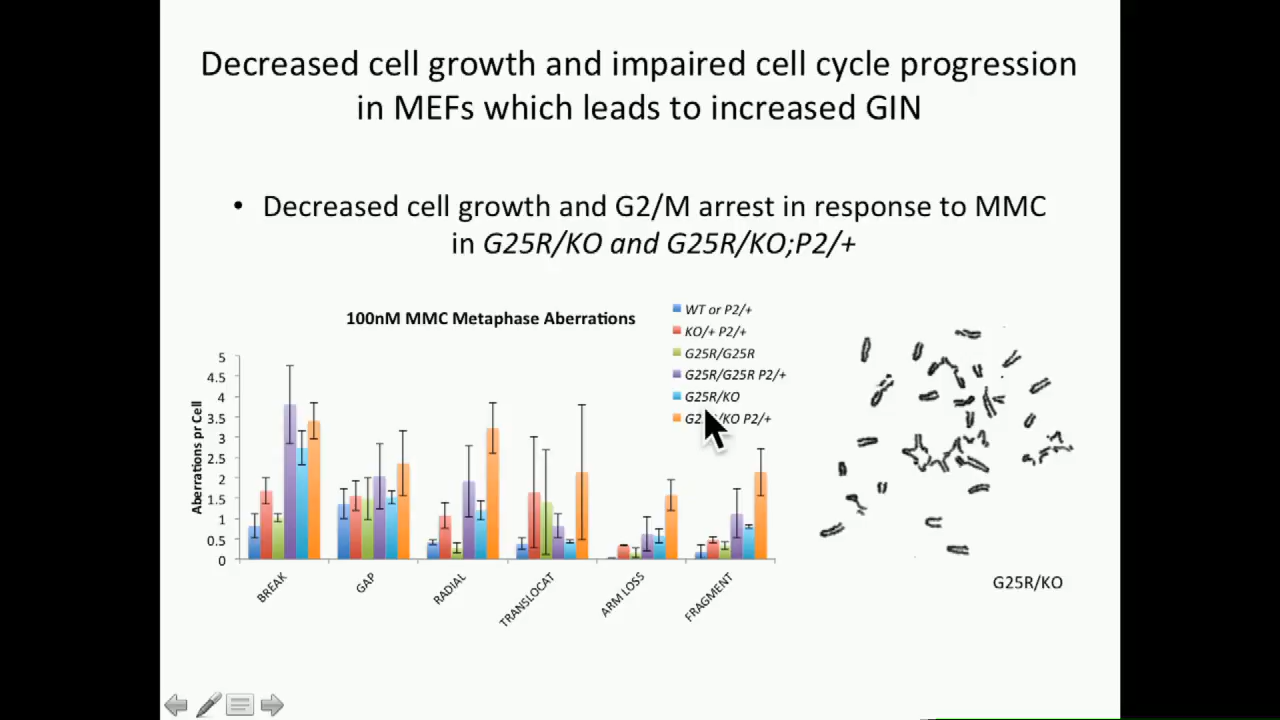 Decreased cell growth and impaired cell cycle progression
in MEFs which leads to increased GIN
• Decreased cell growth and G2/M arrest in response to MMC
in G25R/KO and G25R/KO;P2/+
100nM MMC Metaphase Aberrations
WT or P2/+
KO/+ P2/+
G25R/G25R
G25R/G25R P2/+
G25R/KO
KO P2/+
Aberrations pr Cell
5
4.5
4
3.5
3
2.5
2
1.5
1
0.5
0
BREAK
GAP
RADIAL
TRANSLOCAT
ARM LOSS
FRAGMENT
G25R/KO